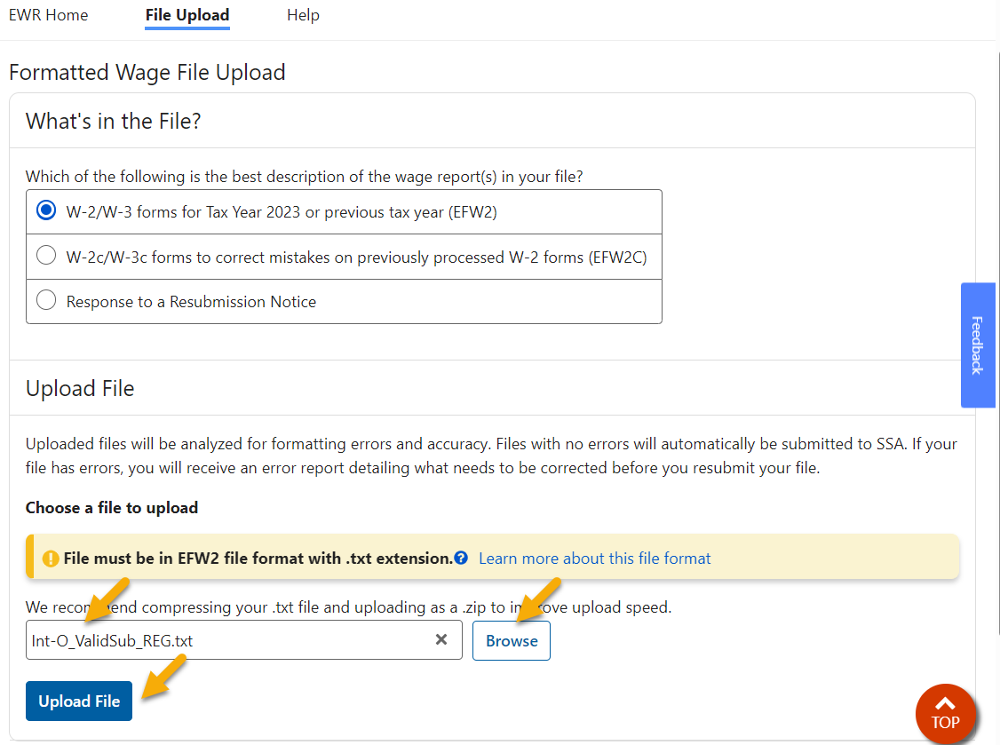 EWR Home
File Upload
Help
Formatted Wage File Upload
What's in the File?
Which of the following is the best description of the wage report(s) in your file?
W-2/W-3 forms for Tax Year 2023 or previous tax year (EFW2)
W-2c/W-3c forms to correct mistakes on previously processed W-2 forms (EFW2C)
Response to a Resubmission Notice
Feedback
Upload File
Uploaded files will be analyzed for formatting errors and accuracy. Files with no errors will automatically be submitted to SSA. If your
file has errors, you will receive an error report detailing what needs to be corrected before you resubmit your file.
Choose a file to upload
File must be in EFW2 file format with .txt extension. Learn more about this file format
We recommend compressing your .txt file and uploading as a .zip to improve upload speed.
Int-O_ValidSub_REG.txt
Browse
Upload File
TOP